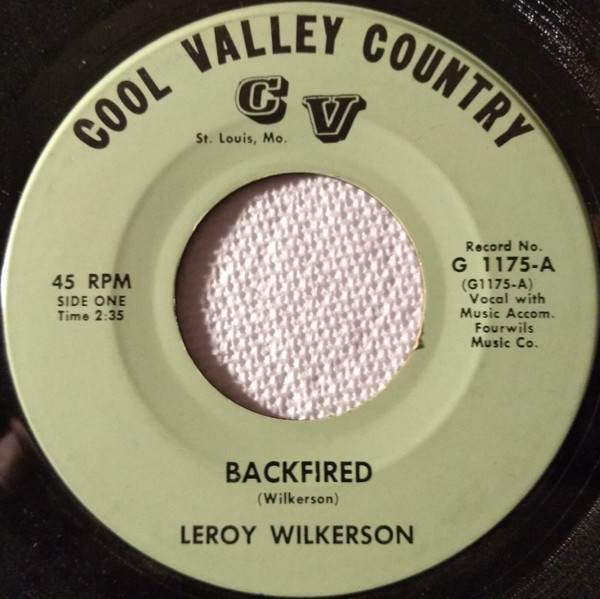 COOL VALLEY COUNTRY
C V
St. Louis, Mo.
45 RPM
SIDE ONE
Time 2:35
Record No.
G 1175-A
(G1175-A)
Vocal with
Music Accom.
Fourwils
Music Co.
BACKFIRED
(Wilkerson)
LEROY WILKERSON